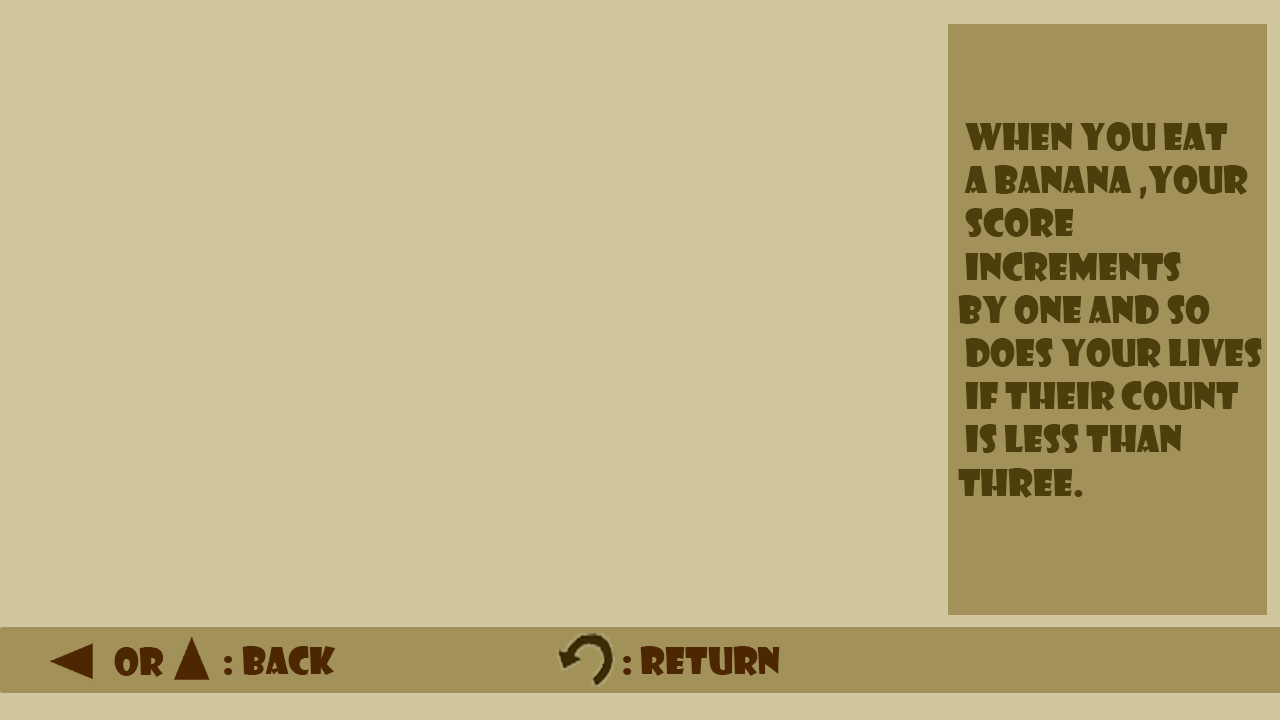 WHEN YOU EAT
A BANANA ,YOUR
SCORE
INCREMENTS
BY ONE AND SO
DOES YOUR LIVES
IF THEIR COUNT
IS LESS THAN
THREE.
OR : BACK
: RETURN